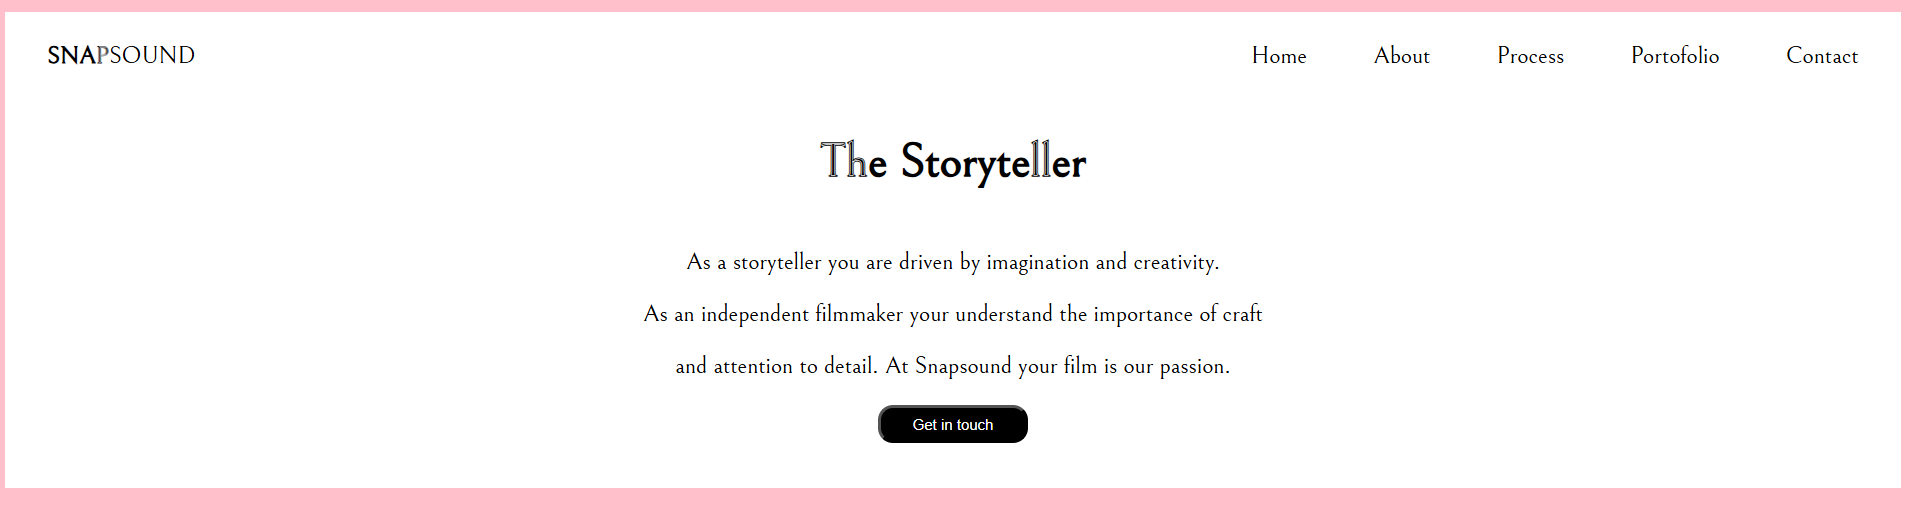 SNAPSOUND Home About Process Portofolio Contact
The Storyteller
As a storyteller you are driven by imagination and creativity.
As an independent filmmaker your understand the importance of craft
and attention to detail. At Snapsound your film is our passion.
Get in touch